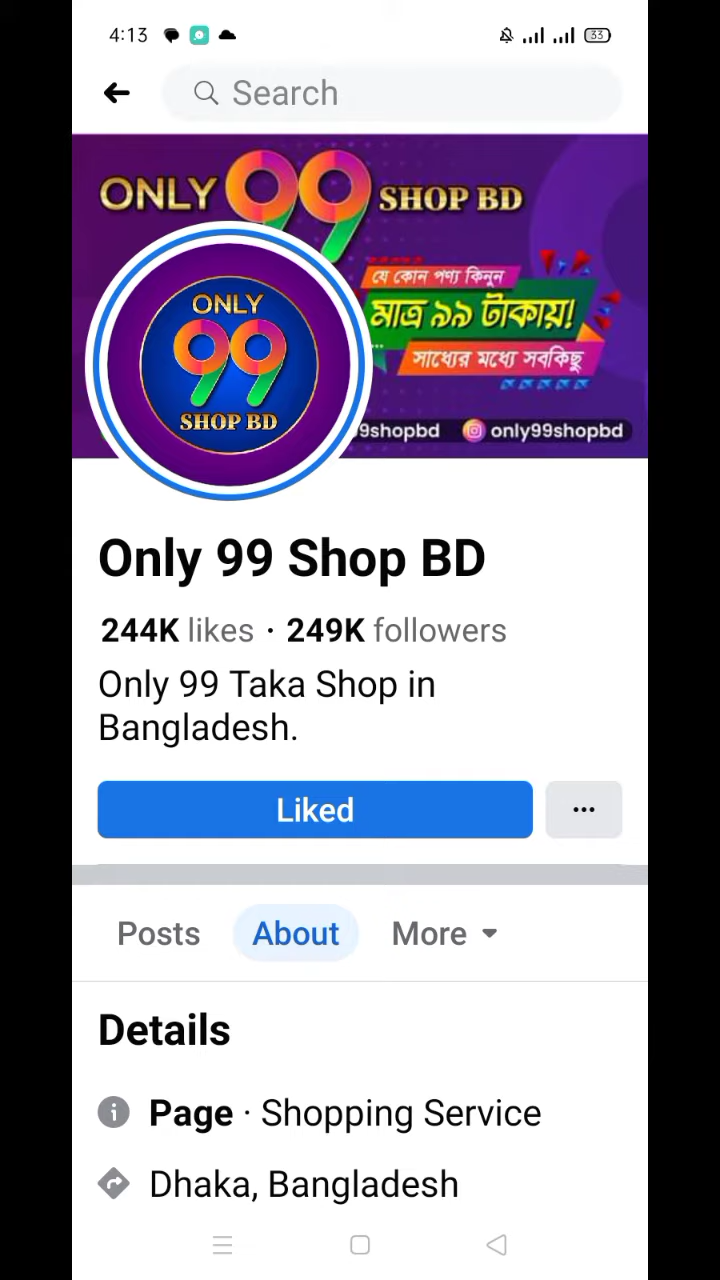 4:13
33
Search
ONLY 99 SHOP BD
যে কোন পণ্য কিনুন
মাত্র ৯৯ টাকায়!
সাধ্যের মধ্যে সবকিছু
9shopbd only99shopbd
ONLY
99
SHOP BD
Only 99 Shop BD
244K likes · 249K followers
Only 99 Taka Shop in
Bangladesh.
Liked
...
Posts About More
Details
Page · Shopping Service
Dhaka, Bangladesh